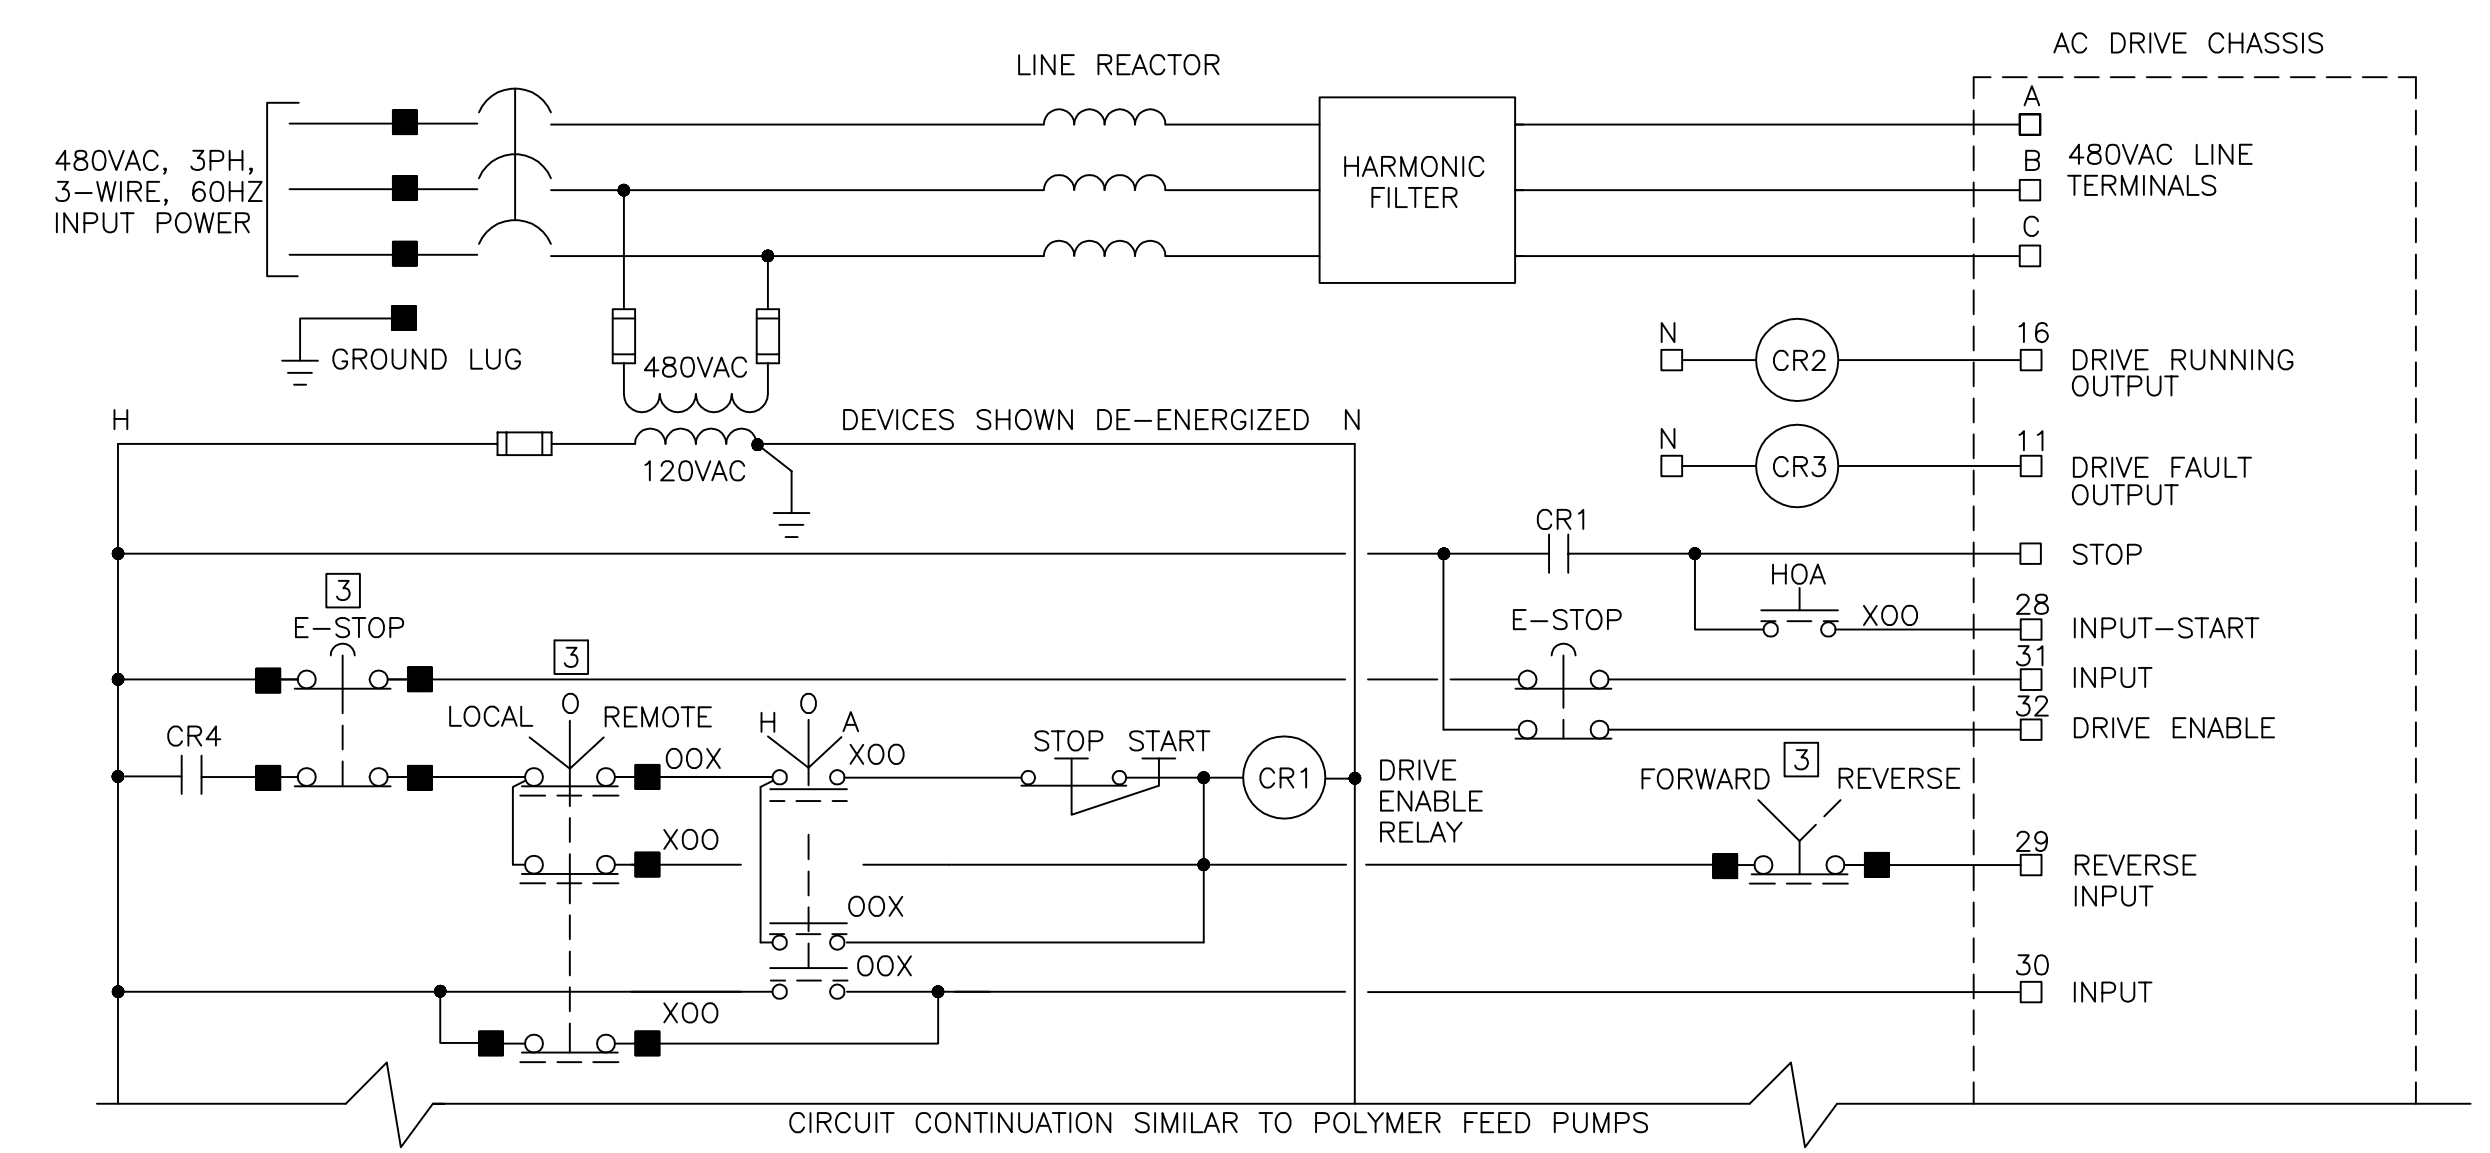 AC DRIVE CHASSIS
LINE REACTOR
A
480VAC, 3PH,
3-WIRE, 60HZ
INPUT POWER
HARMONIC
FILTER
B
480VAC LINE
TERMINALS
C
GROUND LUG
480VAC
N
CR2
16
DRIVE RUNNING
OUTPUT
H
DEVICES SHOWN DE-ENERGIZED
N
120VAC
N
CR3
11
DRIVE FAULT
OUTPUT
CR1
STOP
3
E-STOP
HOA
XOO
28
INPUT-START
3
E-STOP
31
INPUT
LOCAL
O
REMOTE
H
O
A
32
DRIVE ENABLE
CR4
OOX
XOO
STOP
START
CR1
DRIVE
ENABLE
RELAY
FORWARD
3
REVERSE
XOO
29
REVERSE
INPUT
OOX
OOX
30
INPUT
XOO
CIRCUIT CONTINUATION SIMILAR TO POLYMER FEED PUMPS